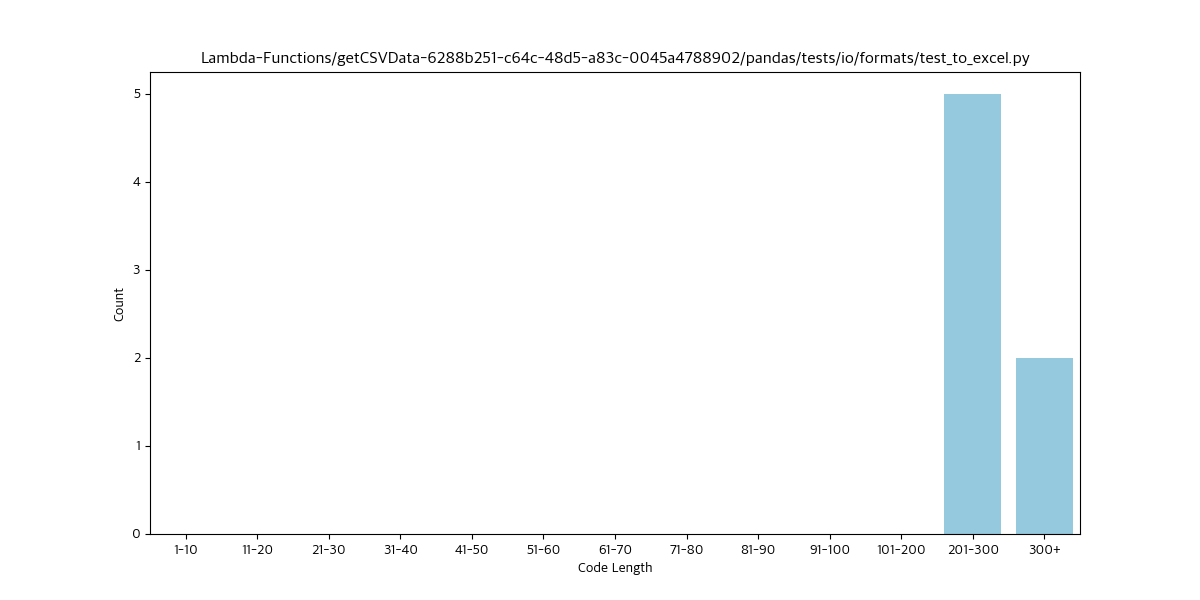 Lambda-Functions/getCSVData-6288b251-c64c-48d5-a83c-0045a4788902/pandas/tests/io/formats/test_to_excel.py
5
4
3
2
1
0
Count
1-10 11-20 21-30 31-40 41-50 51-60 61-70 71-80 81-90 91-100 101-200 201-300 300+
Code Length